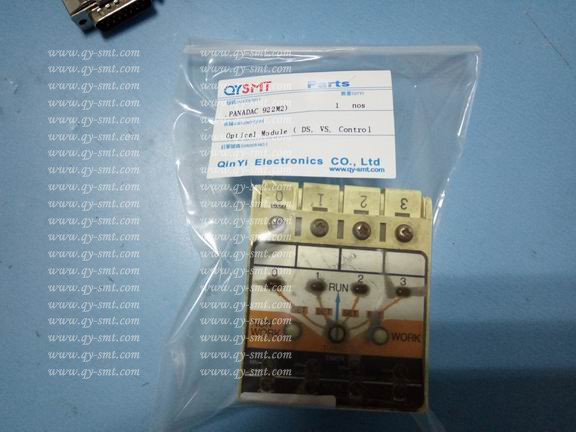 QYSMT Parts
.PANADAC 922M2) 1 nos
Optical Module ( DS, VS, Control
QinYi Electronics CO., Ltd
www.qy-smt.com
0 1 2 3
0 1 2 3
RUN
WORK WORK
www.qy-smt.com